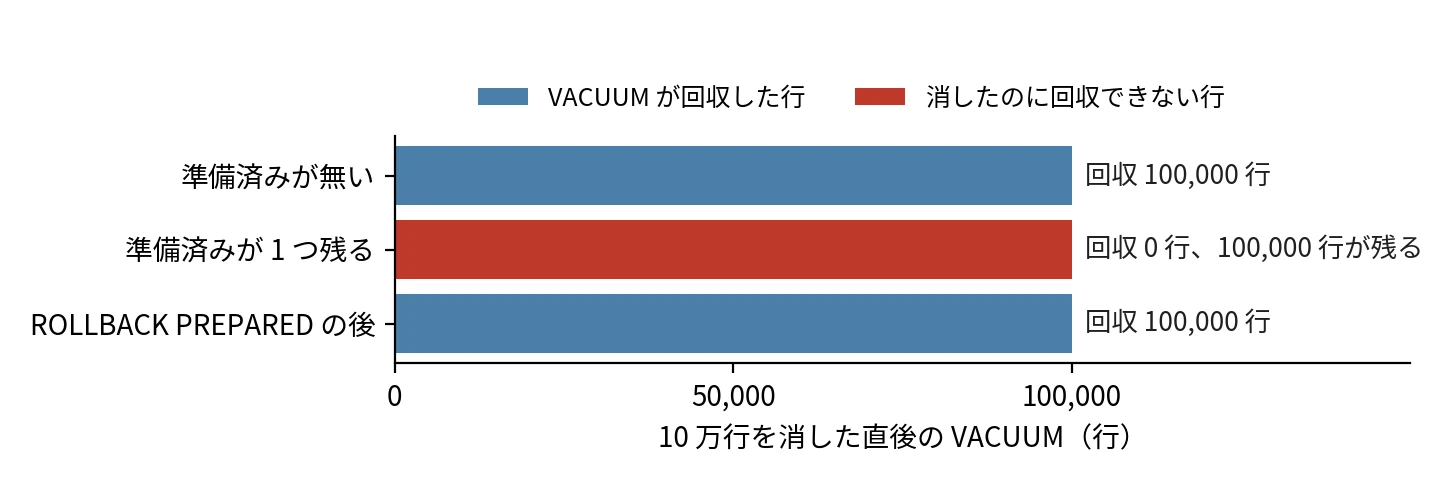 VACUUM が回収した行
消したのに回収できない行
準備済みが無い
回収 100,000 行
準備済みが 1 つ残る
回収 0 行、100,000 行が残る
ROLLBACK PREPARED の後
回収 100,000 行
0
50,000
100,000
10 万行を消した直後の VACUUM（行）